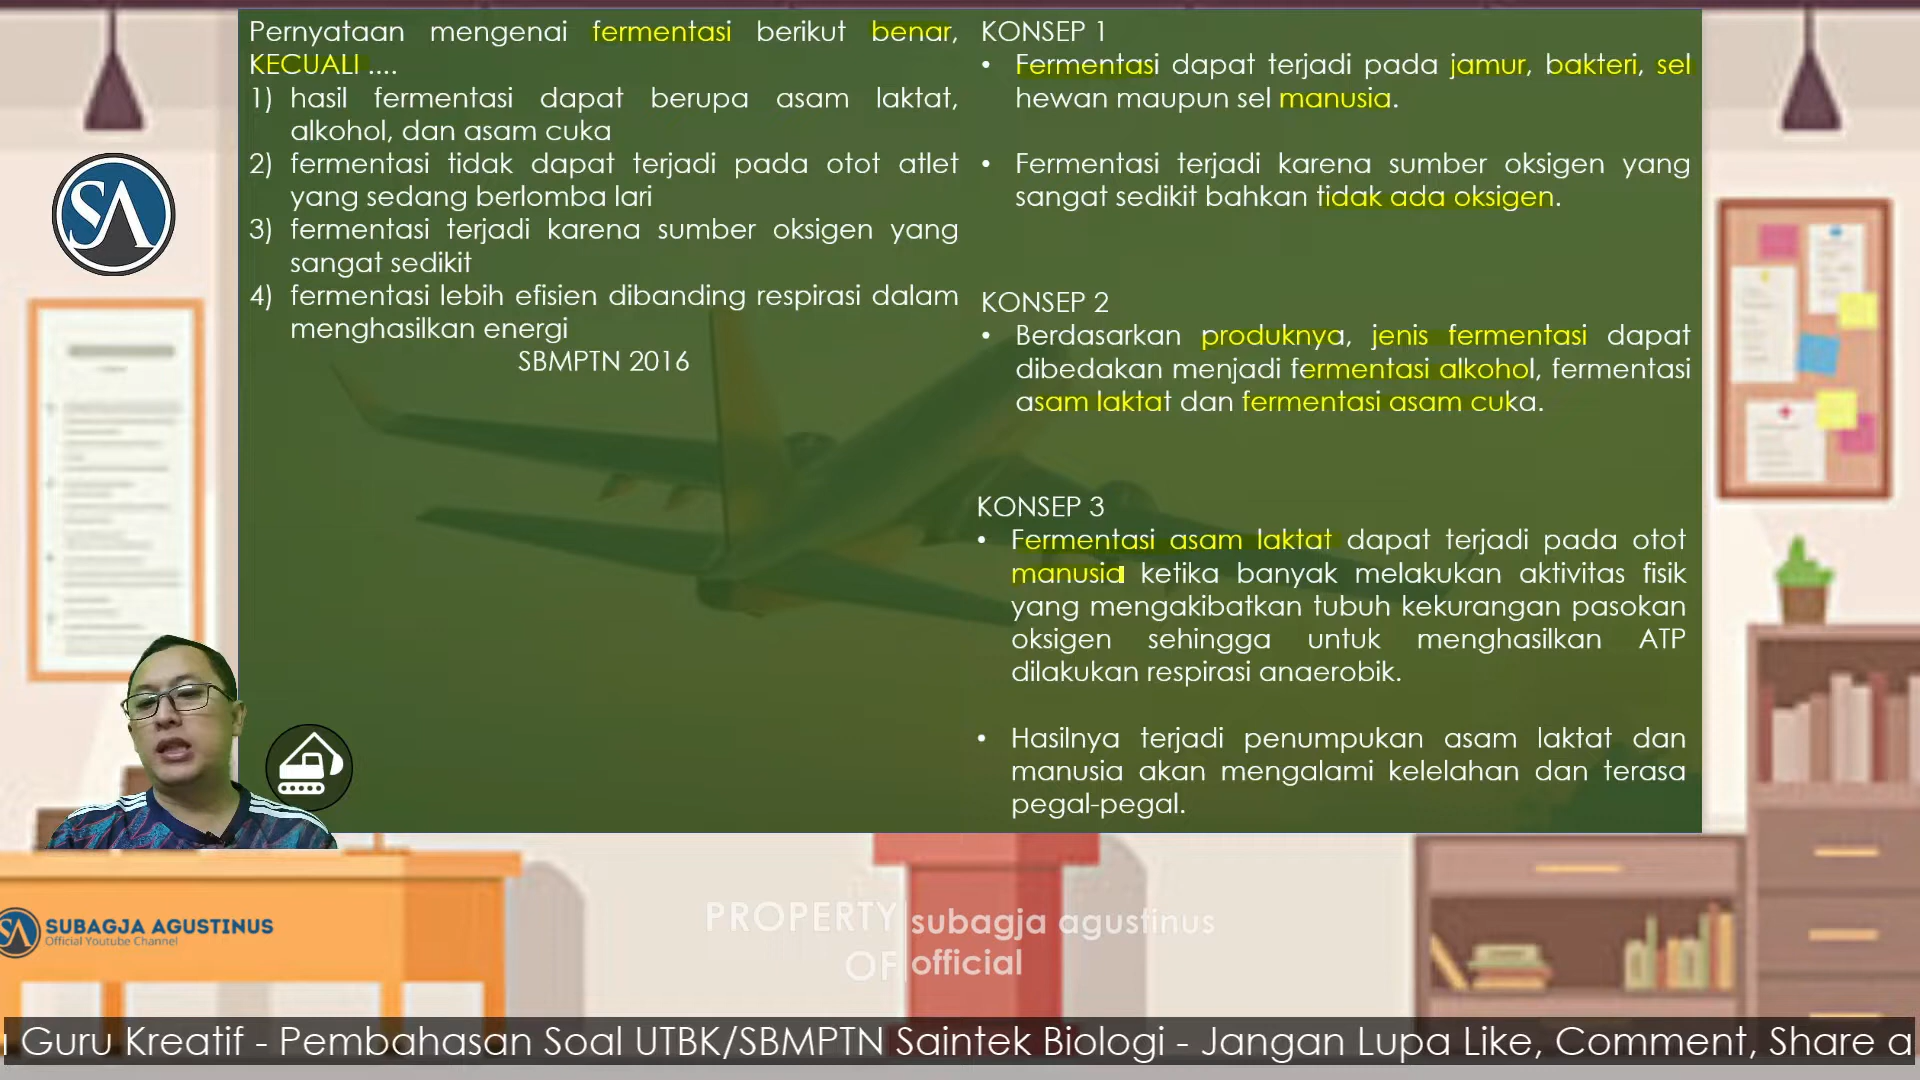 Pernyataan mengenai fermentasi berikut benar,
KECUALI ....
1) hasil fermentasi dapat berupa asam laktat,
alkohol, dan asam cuka
2) fermentasi tidak dapat terjadi pada otot atlet
yang sedang berlomba lari
3) fermentasi terjadi karena sumber oksigen yang
sangat sedikit
4) fermentasi lebih efisien dibanding respirasi dalam
menghasilkan energi
SBMPTN 2016
KONSEP 1
• Fermentasi dapat terjadi pada jamur, bakteri, sel
hewan maupun sel manusia.
• Fermentasi terjadi karena sumber oksigen yang
sangat sedikit bahkan tidak ada oksigen.
KONSEP 2
• Berdasarkan produknya, jenis fermentasi dapat
dibedakan menjadi fermentasi alkohol, fermentasi
asam laktat dan fermentasi asam cuka.
KONSEP 3
• Fermentasi asam laktat dapat terjadi pada otot
manusia ketika banyak melakukan aktivitas fisik
yang mengakibatkan tubuh kekurangan pasokan
oksigen sehingga untuk menghasilkan ATP
dilakukan respirasi anaerobik.
• Hasilnya terjadi penumpukan asam laktat dan
manusia akan mengalami kelelahan dan terasa
pegal-pegal.
SA
SA
SUBAGJA AGUSTINUS
Official Youtube Channel
PROPERTY OF
subagja agustinus
official
Guru Kreatif - Pembahasan Soal UTBK/SBMPTN Saintek Biologi - Jangan Lupa Like, Comment, Share a